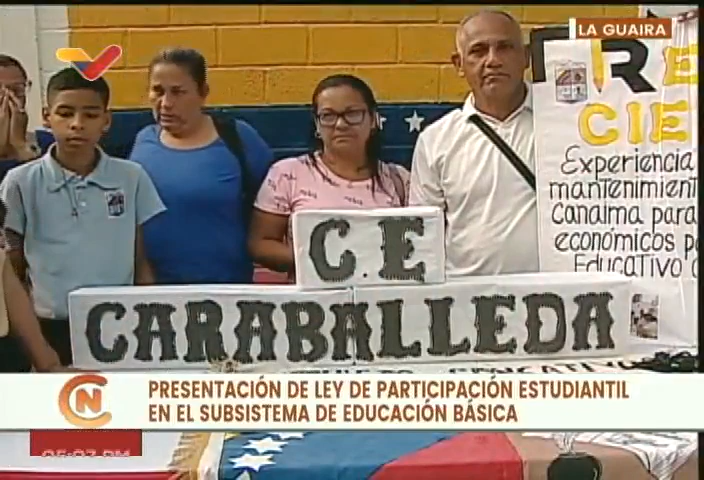 LA GUAIRA
CIE
Experiencia
mantenimient
Canaima para
económicos p
Educativo
C.E
CARABALLEDA
N
PRESENTACIÓN DE LEY DE PARTICIPACIÓN ESTUDIANTIL
EN EL SUBSISTEMA DE EDUCACIÓN BÁSICA